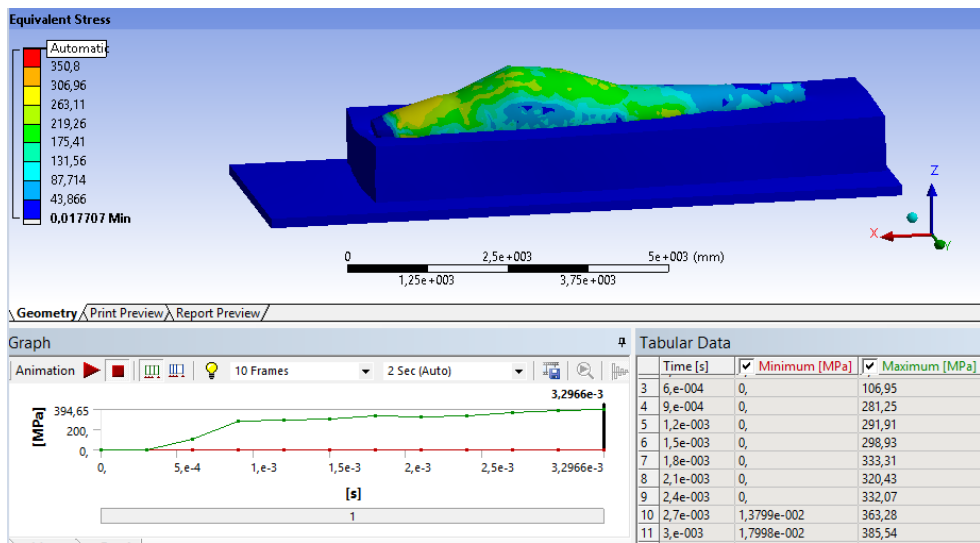 Equivalent Stress
Automatic
350,8
306,96
263,11
219,26
175,41
131,56
87,714
43,866
0,017707 Min
Z
X
Y
0 2,5e+003 5e+003 (mm)
1,25e+003 3,75e+003
Geometry Print Preview Report Preview
Graph
Animation 10 Frames 2 Sec (Auto)
3,2966e-3
394,65
200,
0,
[MPa]
0, 5,e-4 1,e-3 1,5e-3 2,e-3 2,5e-3 3,2966e-3
[s]
1
Tabular Data
Time [s] Minimum [MPa] Maximum [MPa]
3 6,e-004 0, 106,95
4 9,e-004 0, 281,25
5 1,2e-003 0, 291,91
6 1,5e-003 0, 298,93
7 1,8e-003 0, 333,31
8 2,1e-003 0, 320,43
9 2,4e-003 0, 332,07
10 2,7e-003 1,3799e-002 363,28
11 3,e-003 1,7998e-002 385,54